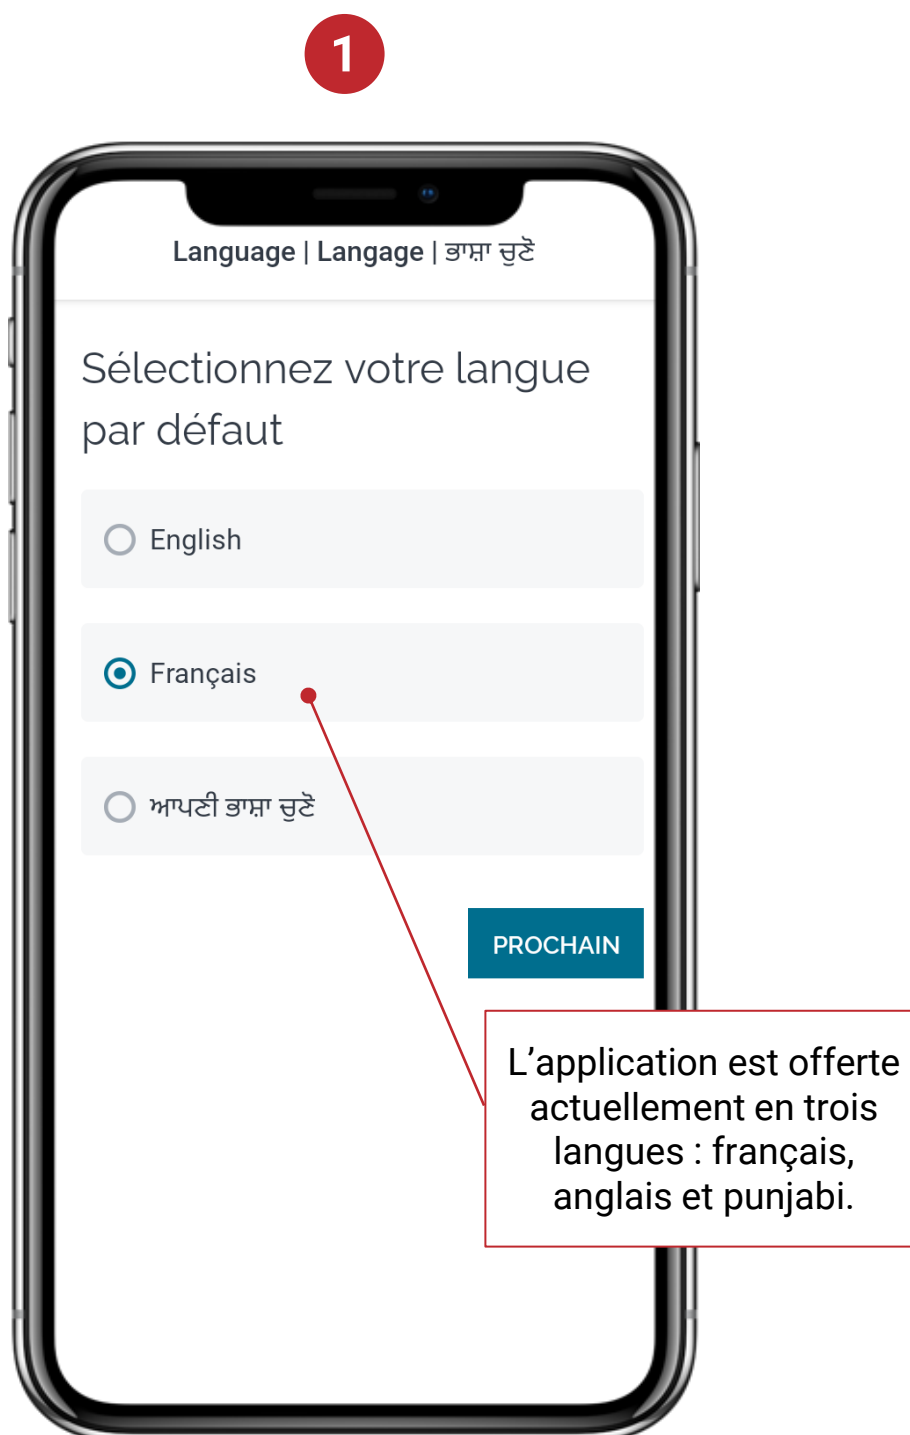 1
Language | Langage | ਭਾਸ਼ਾ ਚੁਣੋ
Sélectionnez votre langue
par défaut
English
Français
ਆਪਣੀ ਭਾਸ਼ਾ ਚੁਣੋ
PROCHAIN
L’application est offerte
actuellement en trois
langues : français,
anglais et punjabi.